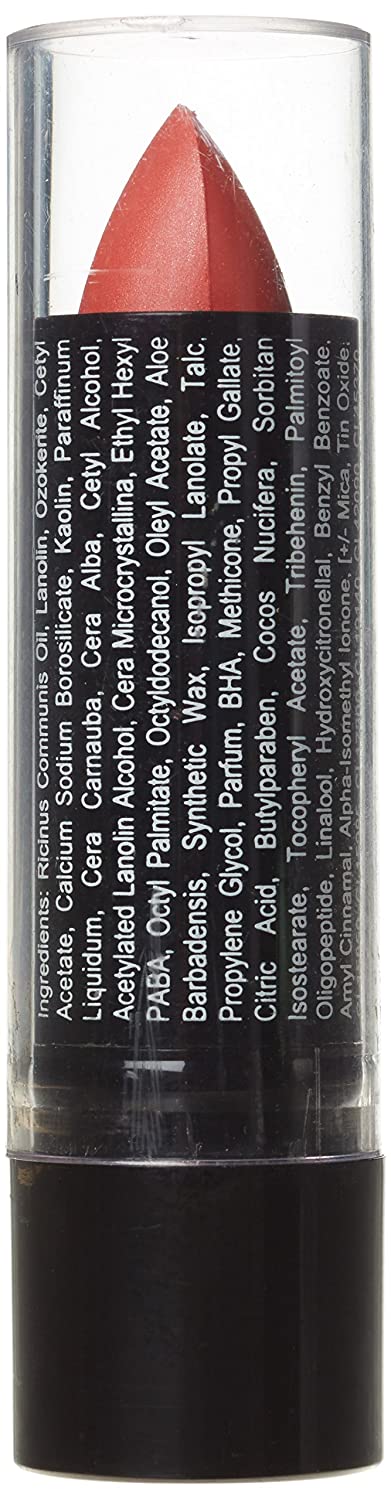 Ingredients: Ricinus Communis Oil, Lanolin, Ozokerite, Cetyl
Acetate, Calcium Sodium Borosilicate, Kaolin, Paraffinum
Liquidum, Cera Carnauba, Cera Alba, Cetyl Alcohol,
Acetylated Lanolin Alcohol, Cera Microcrystallina, Ethyl Hexyl
PABA, Octyl Palmitate, Octyldodecanol, Oleyl Acetate, Aloe
Barbadensis, Synthetic Wax, Isopropyl Lanolate, Talc,
Propylene Glycol, Parfum, BHA, Methicone, Propyl Gallate,
Citric Acid, Butylparaben, Cocos Nucifera, Sorbitan
Isostearate, Tocopheryl Acetate, Tribehenin, Palmitoyl
Oligopeptide, Linalool, Hydroxycitronellal, Benzyl Benzoate,
Amyl Cinnamal, Alpha-Isomethyl Ionone, [+/- Mica, Tin Oxide;